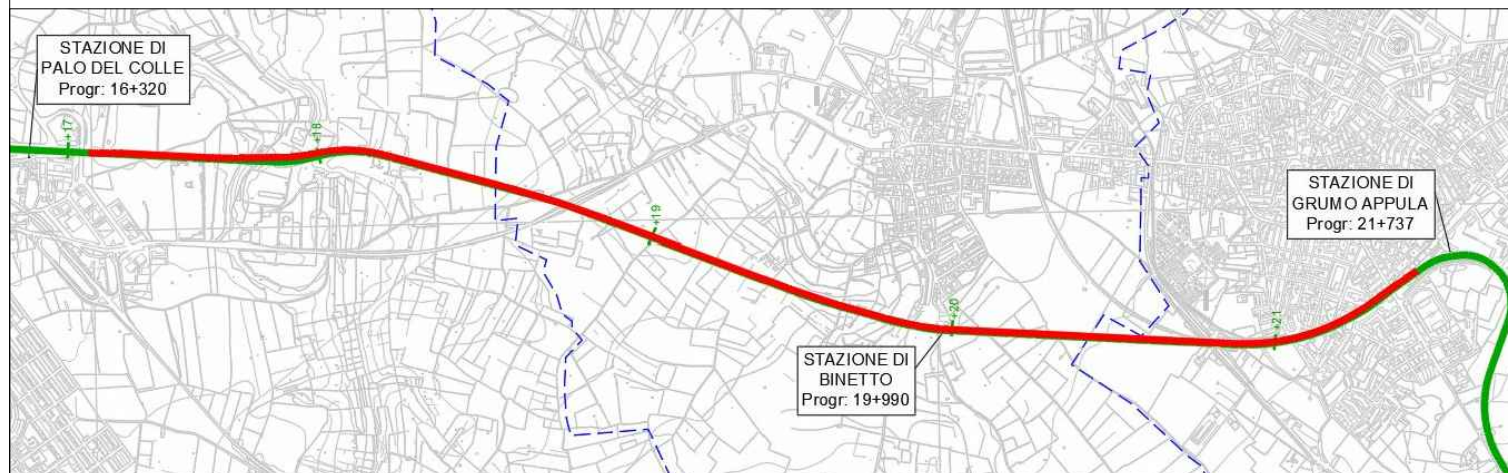 STAZIONE DI
PALO DEL COLLE
Progr: 16+320
+17
+18
+19
STAZIONE DI
BINETTO
Progr: 19+990
+20
+21
STAZIONE DI
GRUMO APPULA
Progr: 21+737